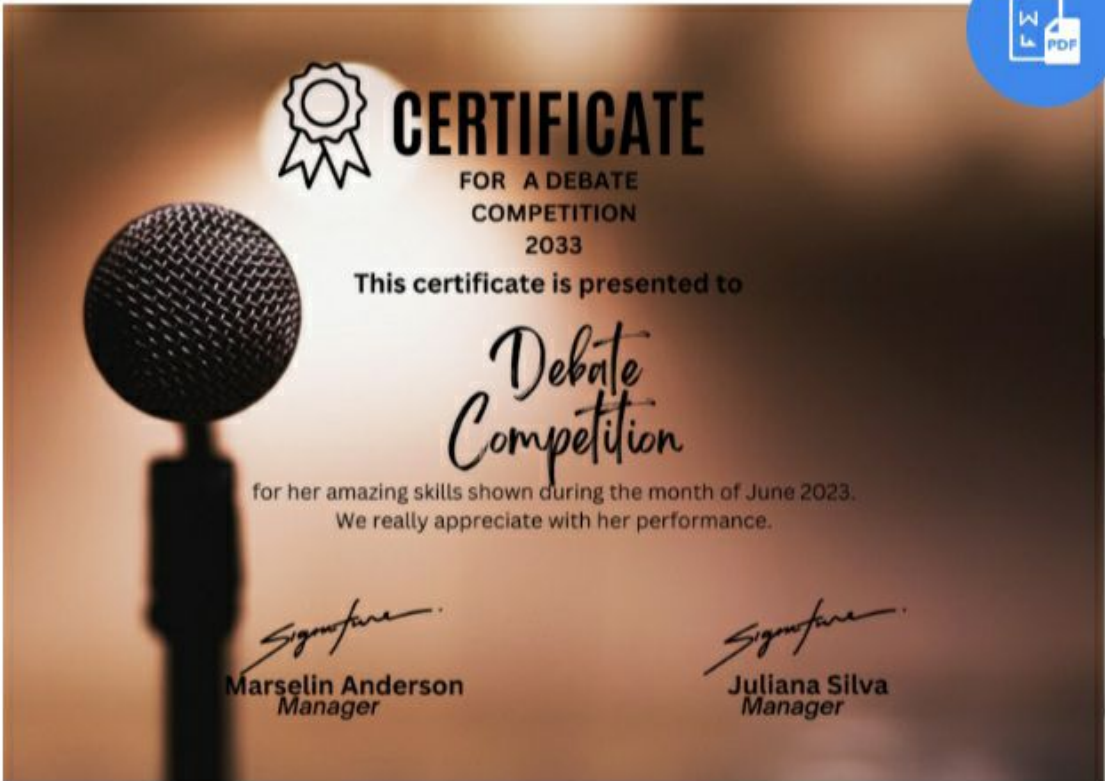 PDF
CERTIFICATE
FOR A DEBATE
COMPETITION
2033
This certificate is presented to
Debate
Competition
for her amazing skills shown during the month of June 2023.
We really appreciate with her performance.
Signature
Signature
Marselin Anderson
Juliana Silva
Manager
Manager